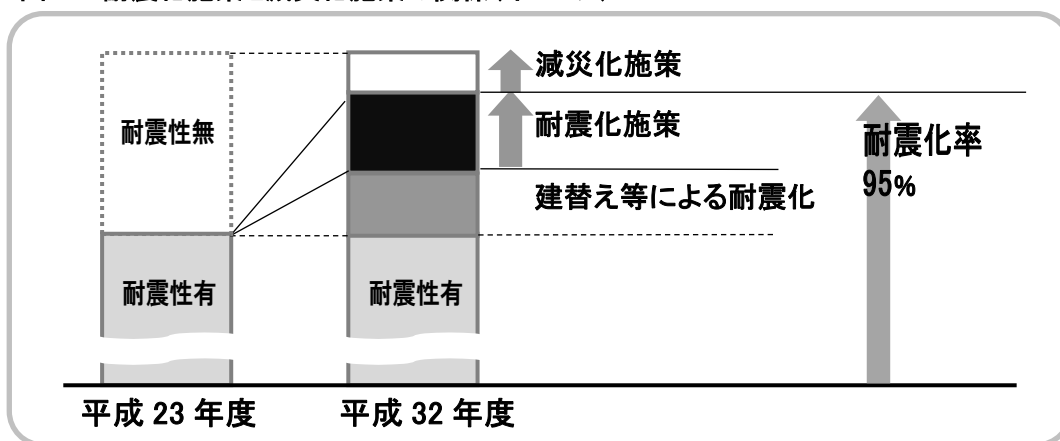 減災化施策
耐震性無
耐震化施策
耐震化率
95%
建替え等による耐震化
耐震性有
耐震性有
平成 23 年度
平成 32 年度